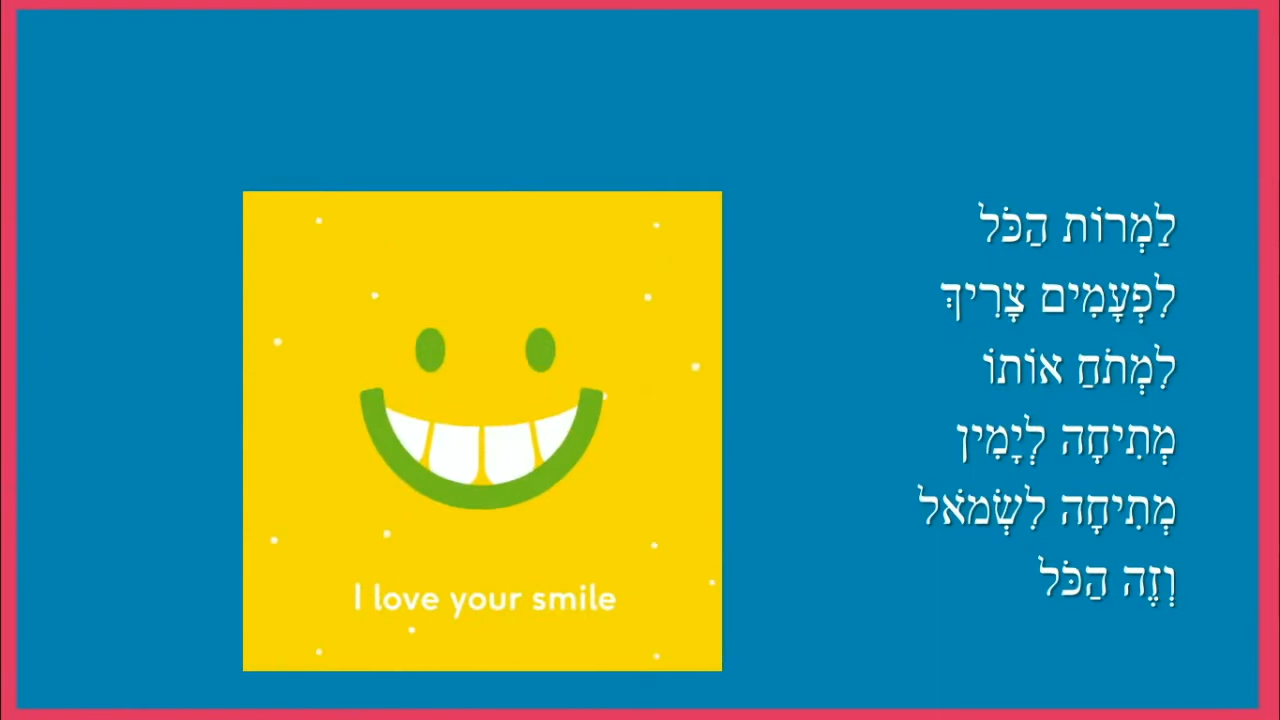 לַמְרוֹת הַכֹּל
לִפְעָמִים צָרִיךְ
לִמְתֹחַ אוֹתוֹ
מְתִיחָה לְיָמִין
מְתִיחָה לִשְׂמֹאל
וְזֶה הַכֹּל
I love your smile